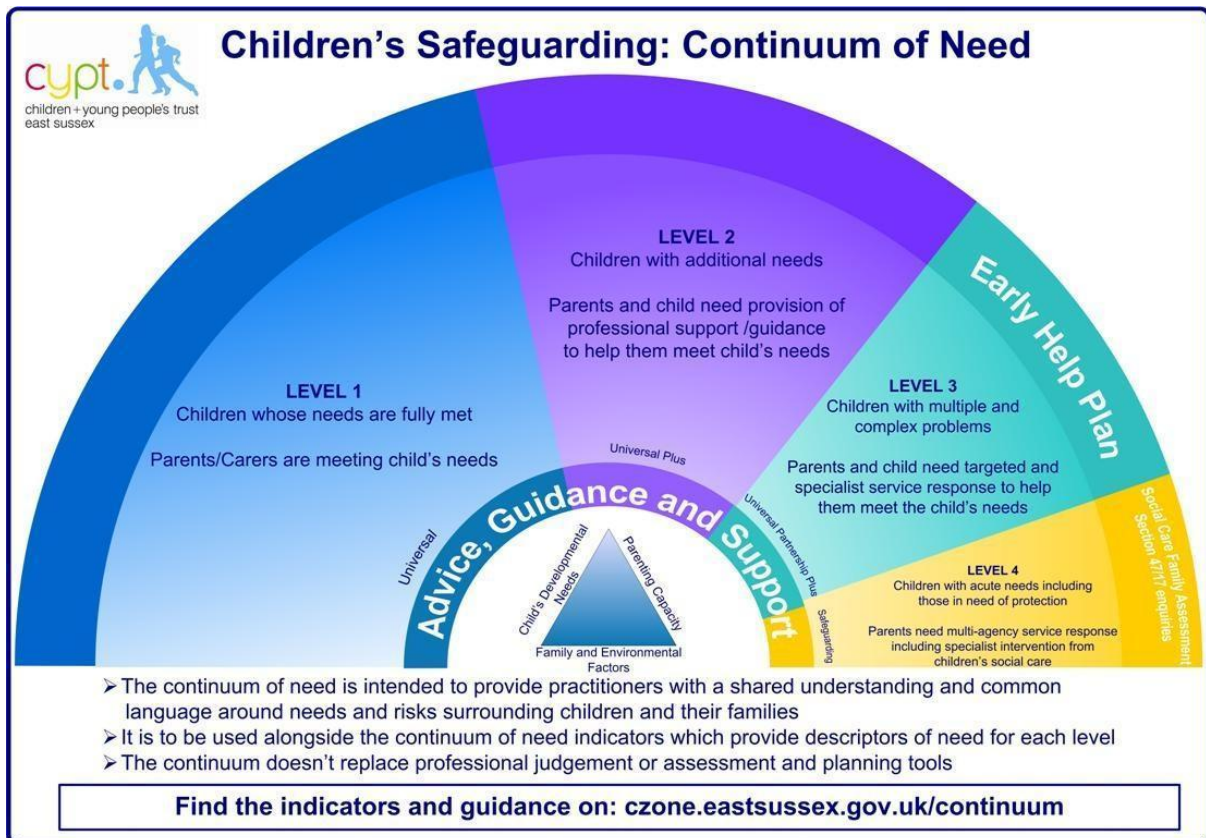 Children's Safeguarding: Continuum of Need
cypt.
children + young people's trust
east sussex
LEVEL 1
Children whose needs are fully met
Parents/Carers are meeting child's needs
LEVEL 2
Children with additional needs
Parents and child need provision of
professional support /guidance
to help them meet child's needs
Early Help Plan
LEVEL 3
Children with multiple and
complex problems
Parents and child need targeted and
specialist service response to help
them meet the child's needs
Social Care Family Assessment
Section 47/17 enquiries
LEVEL 4
Children with acute needs including
those in need of protection
Parents need multi-agency service response
including specialist intervention from
children's social care
Universal
Universal Plus
Universal Partnership Plus
Safeguarding
Advice, Guidance and Support
Child's Developmental
Needs
Parenting Capacity
Family and Environmental
Factors
➢ The continuum of need is intended to provide practitioners with a shared understanding and common
language around needs and risks surrounding children and their families
➢ It is to be used alongside the continuum of need indicators which provide descriptors of need for each level
➢ The continuum doesn't replace professional judgement or assessment and planning tools
Find the indicators and guidance on: czone.eastsussex.gov.uk/continuum